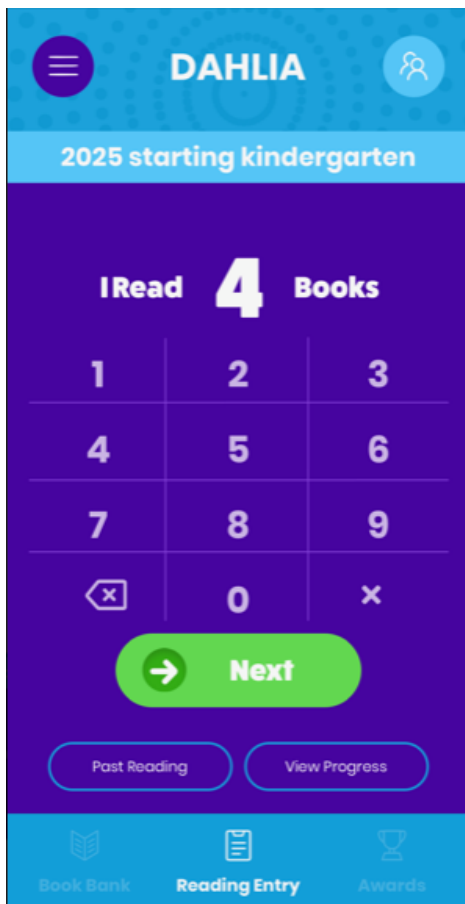 DAHLIA
2025 starting kindergarten
I Read 4 Books
1 2 3
4 5 6
7 8 9
0
Next
Past Reading View Progress
Book Bank Reading Entry Awards